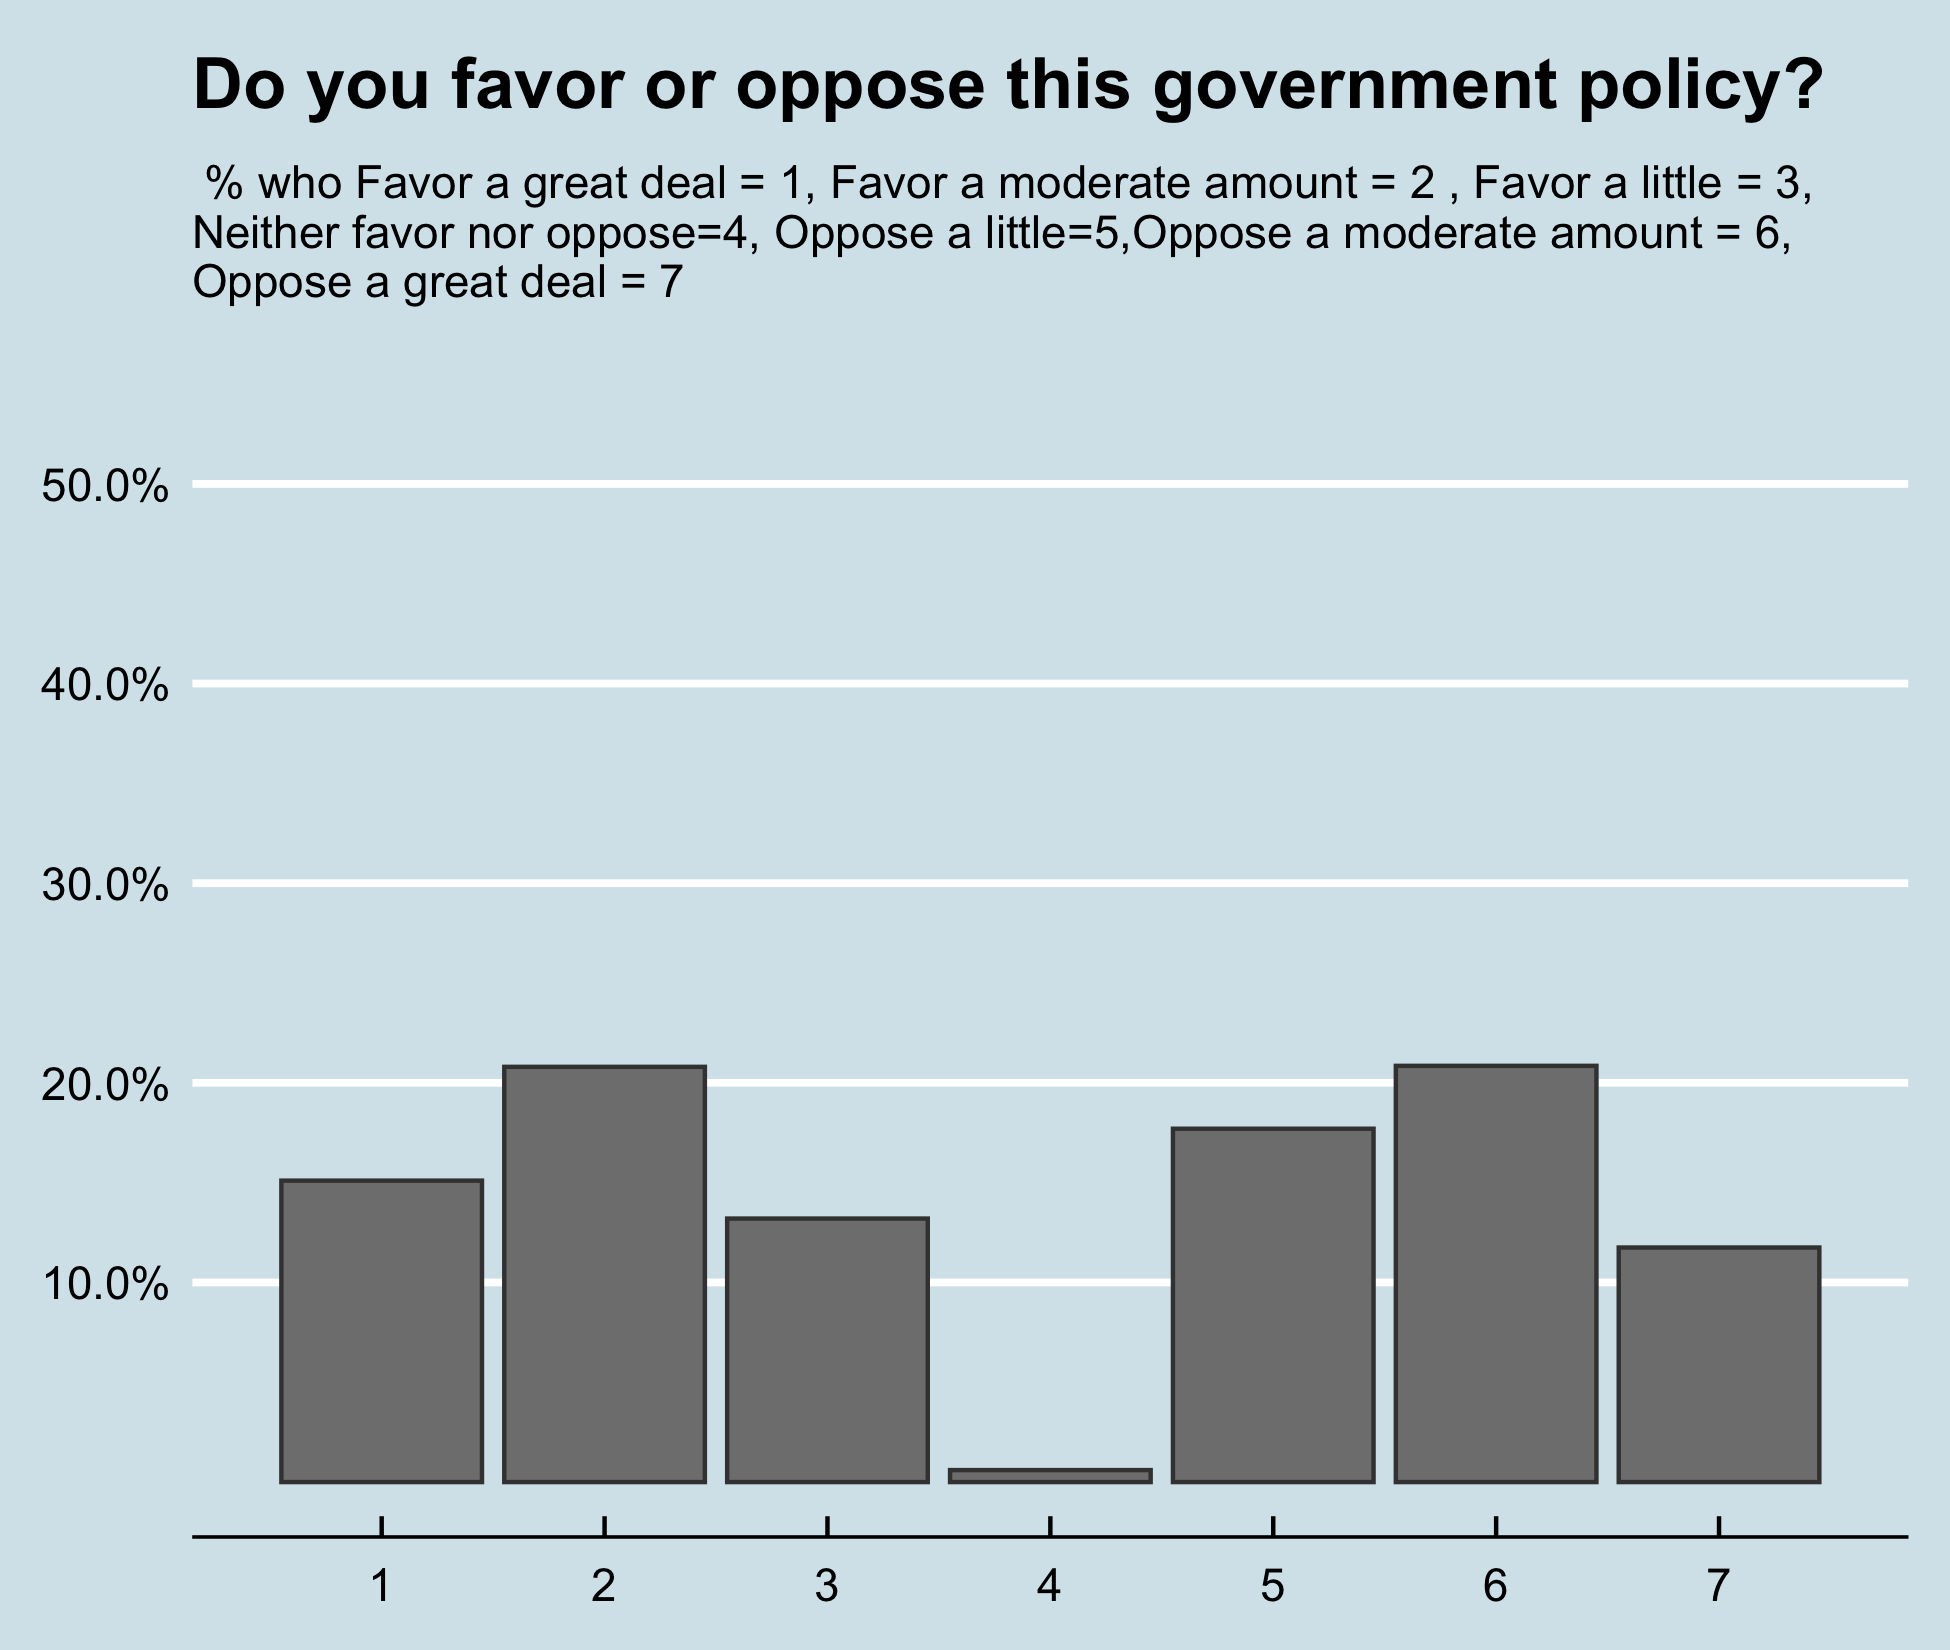 Do you favor or oppose this government policy?
% who Favor a great deal = 1, Favor a moderate amount = 2 , Favor a little = 3,
Neither favor nor oppose=4, Oppose a little=5,Oppose a moderate amount = 6,
Oppose a great deal = 7
50.0%
40.0%
30.0%
20.0%
10.0%
1 2 3 4 5 6 7